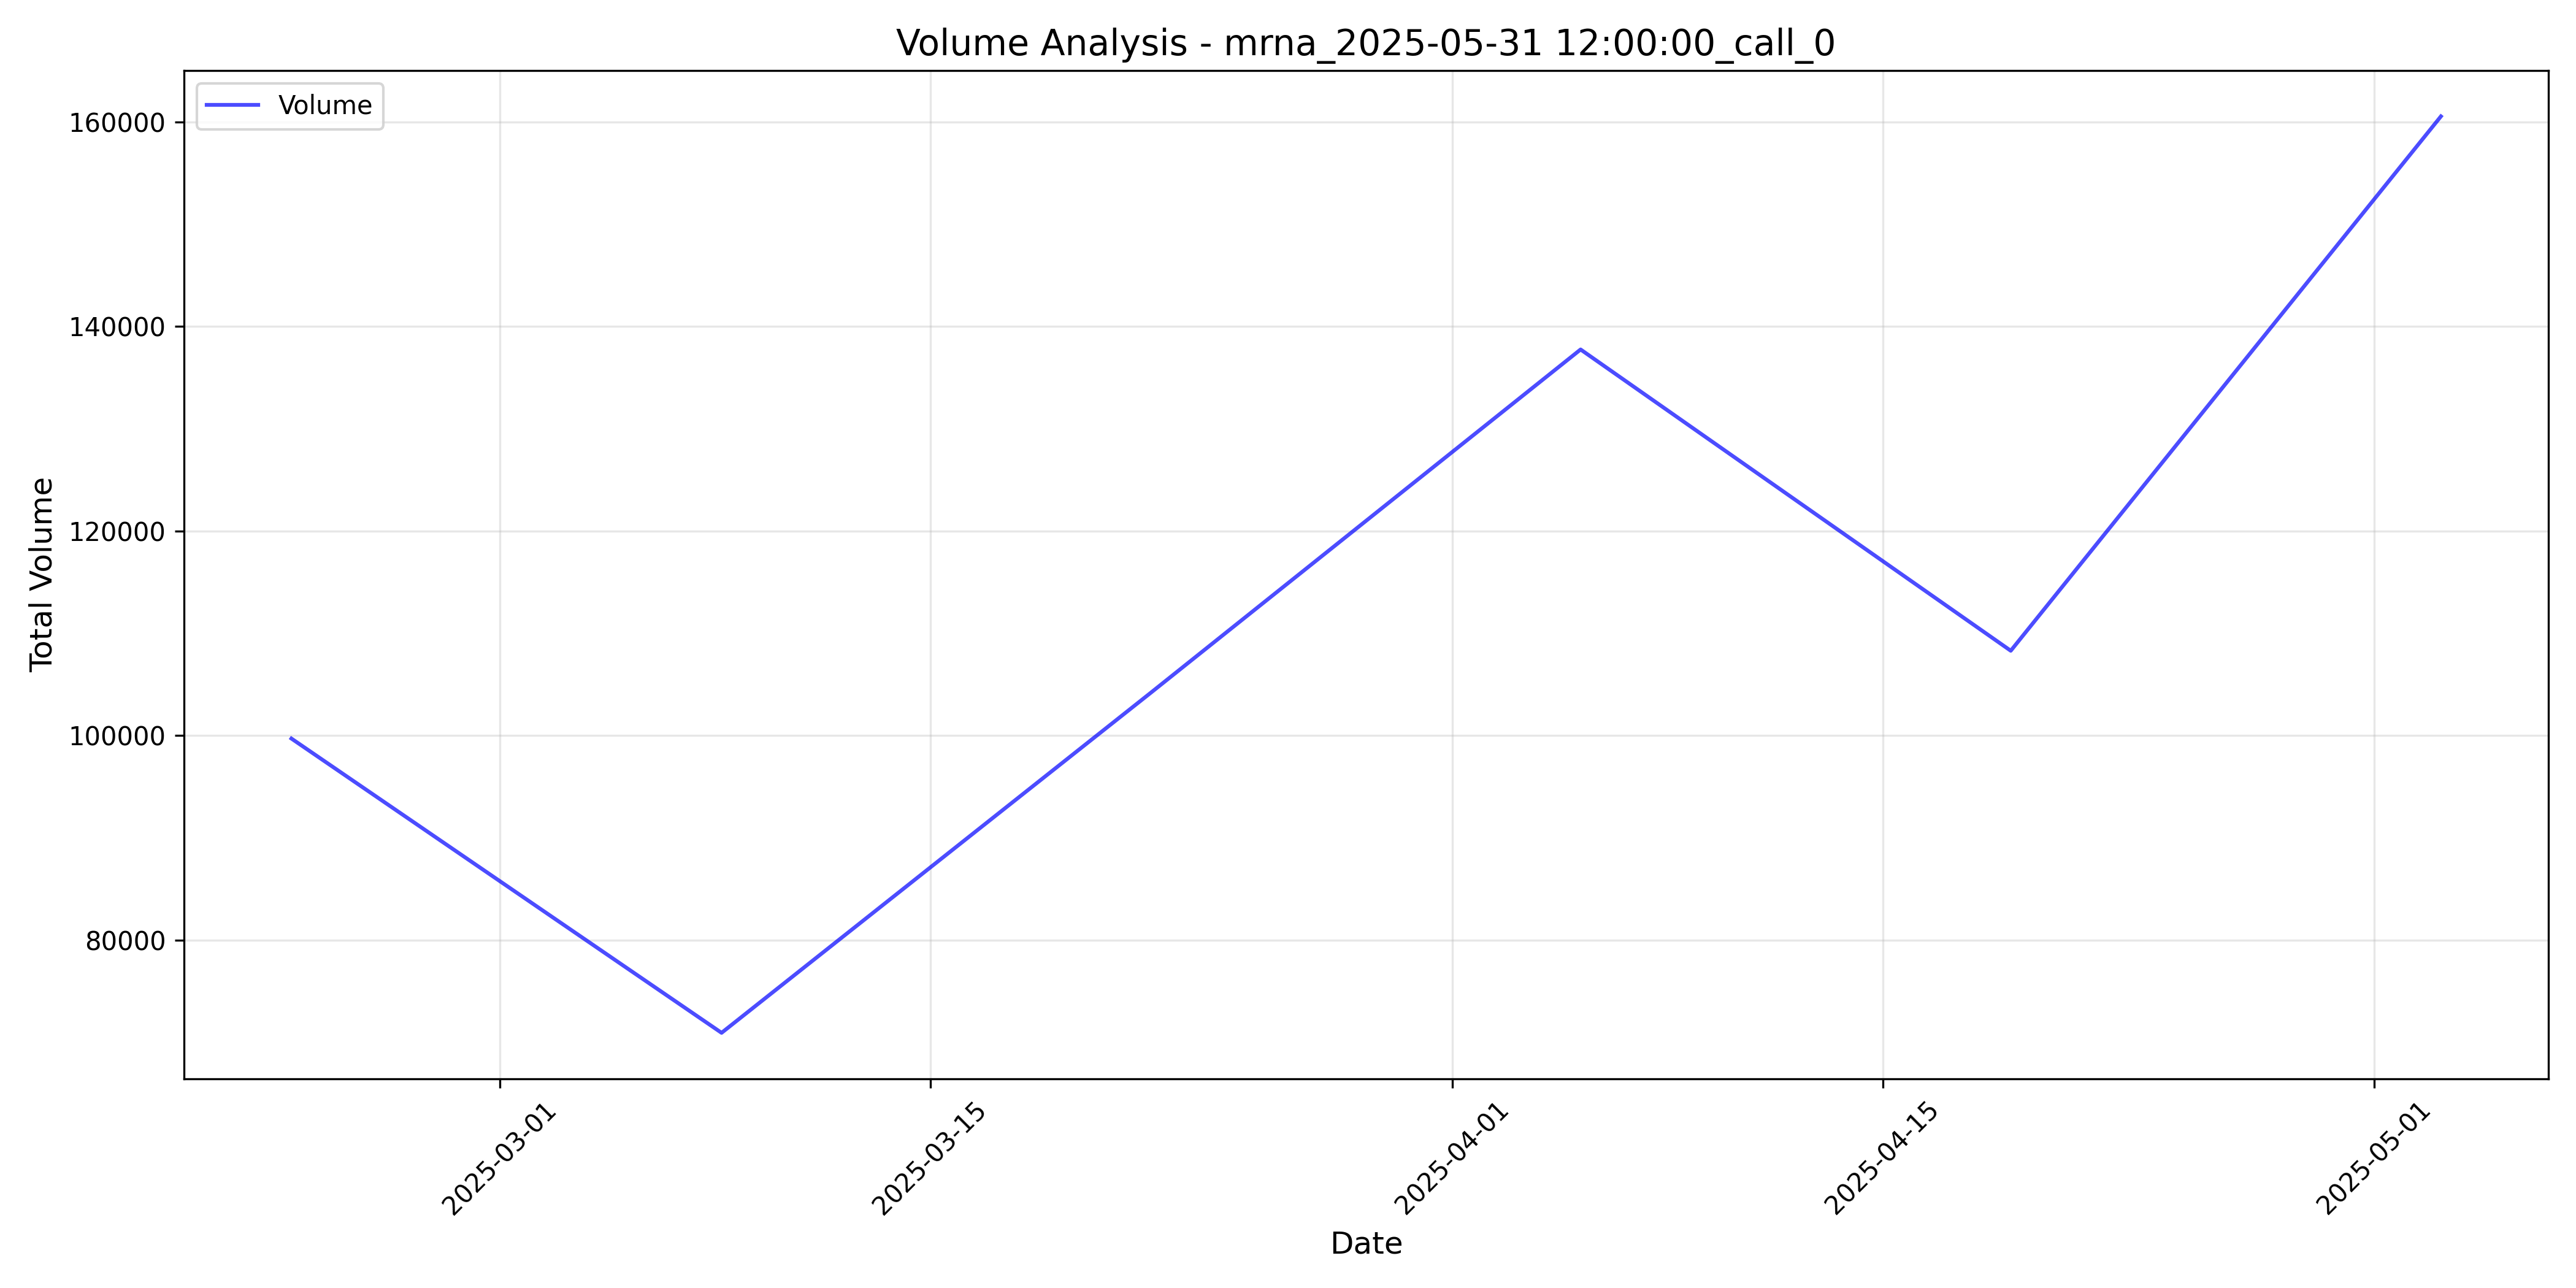 Volume Analysis - mrna_2025-05-31 12:00:00_call_0
Volume
160000
140000
120000
100000
80000
Total Volume
2025-03-01
2025-03-15
2025-04-01
2025-04-15
2025-05-01
Date